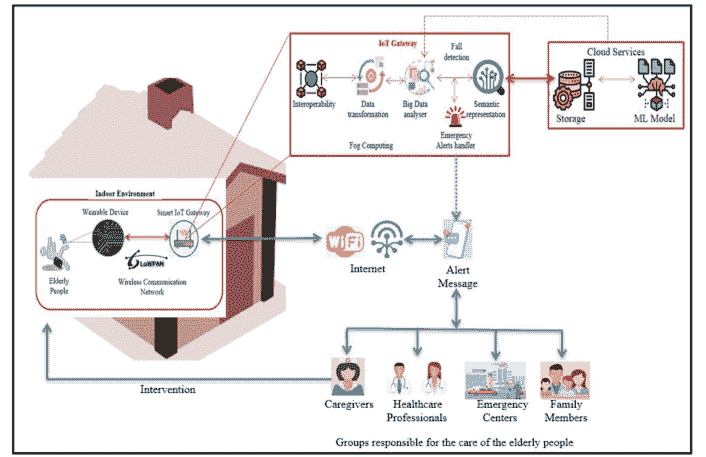 IoT Gateway
Fall
detection
Interoperability
Data
transformation
Big Data
analyser
Semantic
representation
Emergency
Alerts handler
Fog Computing
Cloud Services
Storage
ML Model
Indoor Environment
Wearable Device
Smart IoT Gateway
Elderly
People
6LoWPAN
Wireless Communication
Network
WiFi
Internet
Alert
Message
Intervention
Caregivers
Healthcare
Professionals
Emergency
Centers
Family
Members
Groups responsible for the care of the elderly people